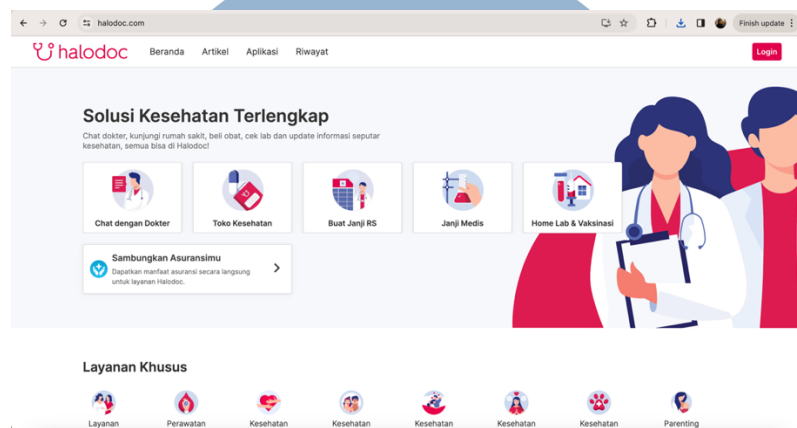 halodoc.com
Finish update
halodoc
Beranda Artikel Aplikasi Riwayat
Login
Solusi Kesehatan Terlengkap
Chat dokter, kunjungi rumah sakit, beli obat, cek lab dan update informasi seputar
kesehatan, semua bisa di Halodoc!
Chat dengan Dokter
Toko Kesehatan
Buat Janji RS
Janji Medis
Home Lab & Vaksinasi
Sambungkan Asuransimu
Dapatkan manfaat asuransi secara langsung
untuk layanan Halodoc.
Layanan Khusus
Layanan Perawatan Kesehatan Kesehatan Kesehatan Kesehatan Kesehatan Parenting